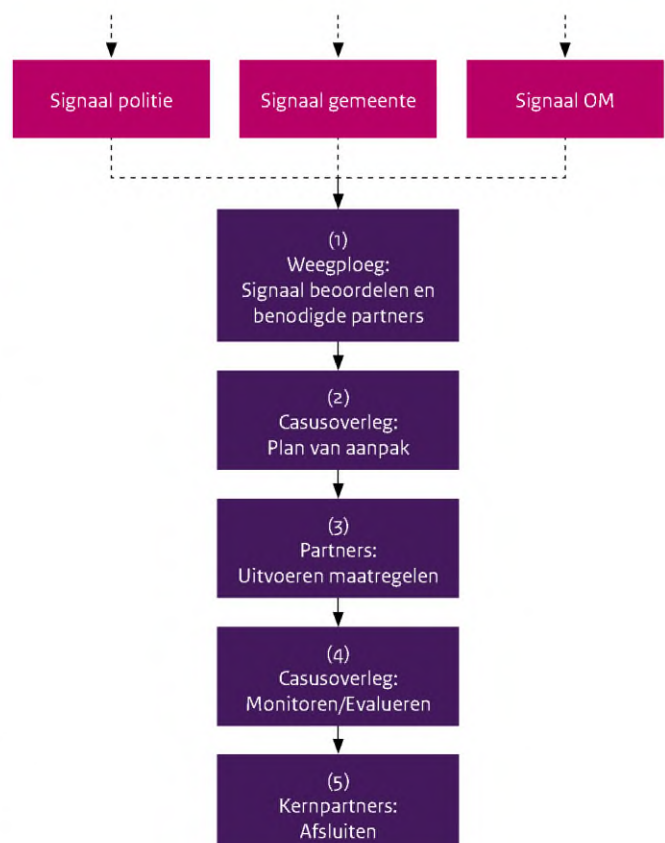 Signaal politie
Signaal gemeente
Signaal OM
(1)
Weegploeg:
Signaal beoordelen en
benodigde partners
(2)
Casusoverleg:
Plan van aanpak
(3)
Partners:
Uitvoeren maatregelen
(4)
Casusoverleg:
Monitoren/Evalueren
(5)
Kernpartners:
Afsluiten